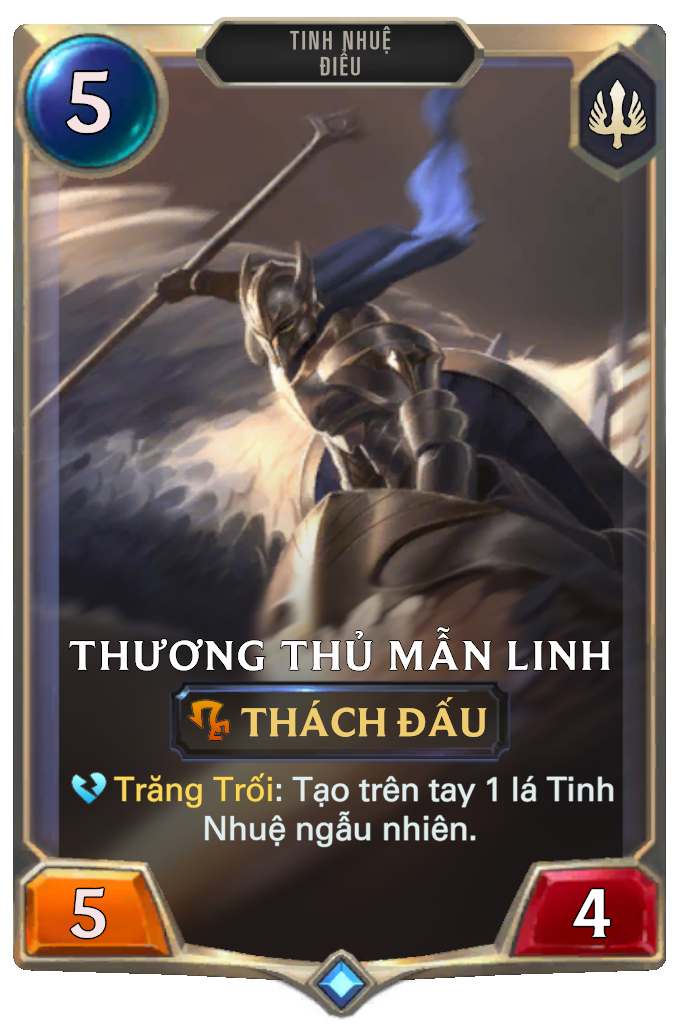 5
TINH NHUỆ
ĐIỂU
THƯƠNG THỦ MẪN LINH
THÁCH ĐẤU
Trăng Trối: Tạo trên tay 1 lá Tinh
Nhuệ ngẫu nhiên.
5
4